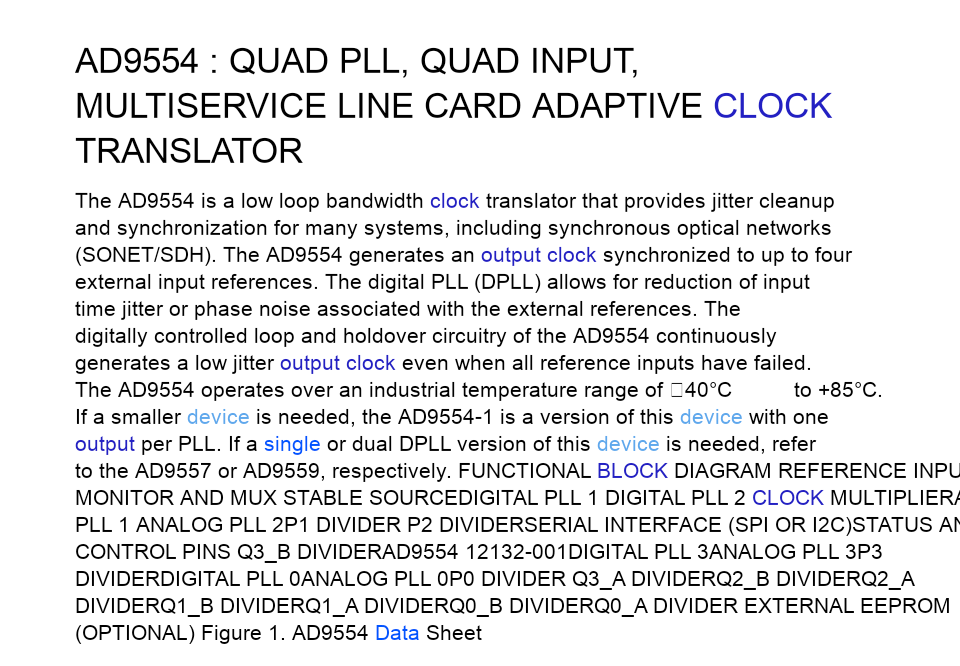 AD9554 : QUAD PLL, QUAD INPUT,
MULTISERVICE LINE CARD ADAPTIVE CLOCK
TRANSLATOR
The AD9554 is a low loop bandwidth clock translator that provides jitter cleanup
and synchronization for many systems, including synchronous optical networks
(SONET/SDH). The AD9554 generates an output clock synchronized to up to four
external input references. The digital PLL (DPLL) allows for reduction of input
time jitter or phase noise associated with the external references. The
digitally controlled loop and holdover circuitry of the AD9554 continuously
generates a low jitter output clock even when all reference inputs have failed.
The AD9554 operates over an industrial temperature range of □40°C to +85°C.
If a smaller device is needed, the AD9554-1 is a version of this device with one
output per PLL. If a single or dual DPLL version of this device is needed, refer
to the AD9557 or AD9559, respectively. FUNCTIONAL BLOCK DIAGRAM REFERENCE INPU
MONITOR AND MUX STABLE SOURCEDIGITAL PLL 1 DIGITAL PLL 2 CLOCK MULTIPLIERA
PLL 1 ANALOG PLL 2P1 DIVIDER P2 DIVIDERSERIAL INTERFACE (SPI OR I2C)STATUS AN
CONTROL PINS Q3_B DIVIDERAD9554 12132-001DIGITAL PLL 3ANALOG PLL 3P3
DIVIDERDIGITAL PLL 0ANALOG PLL 0P0 DIVIDER Q3_A DIVIDERQ2_B DIVIDERQ2_A
DIVIDERQ1_B DIVIDERQ1_A DIVIDERQ0_B DIVIDERQ0_A DIVIDER EXTERNAL EEPROM
(OPTIONAL) Figure 1. AD9554 Data Sheet